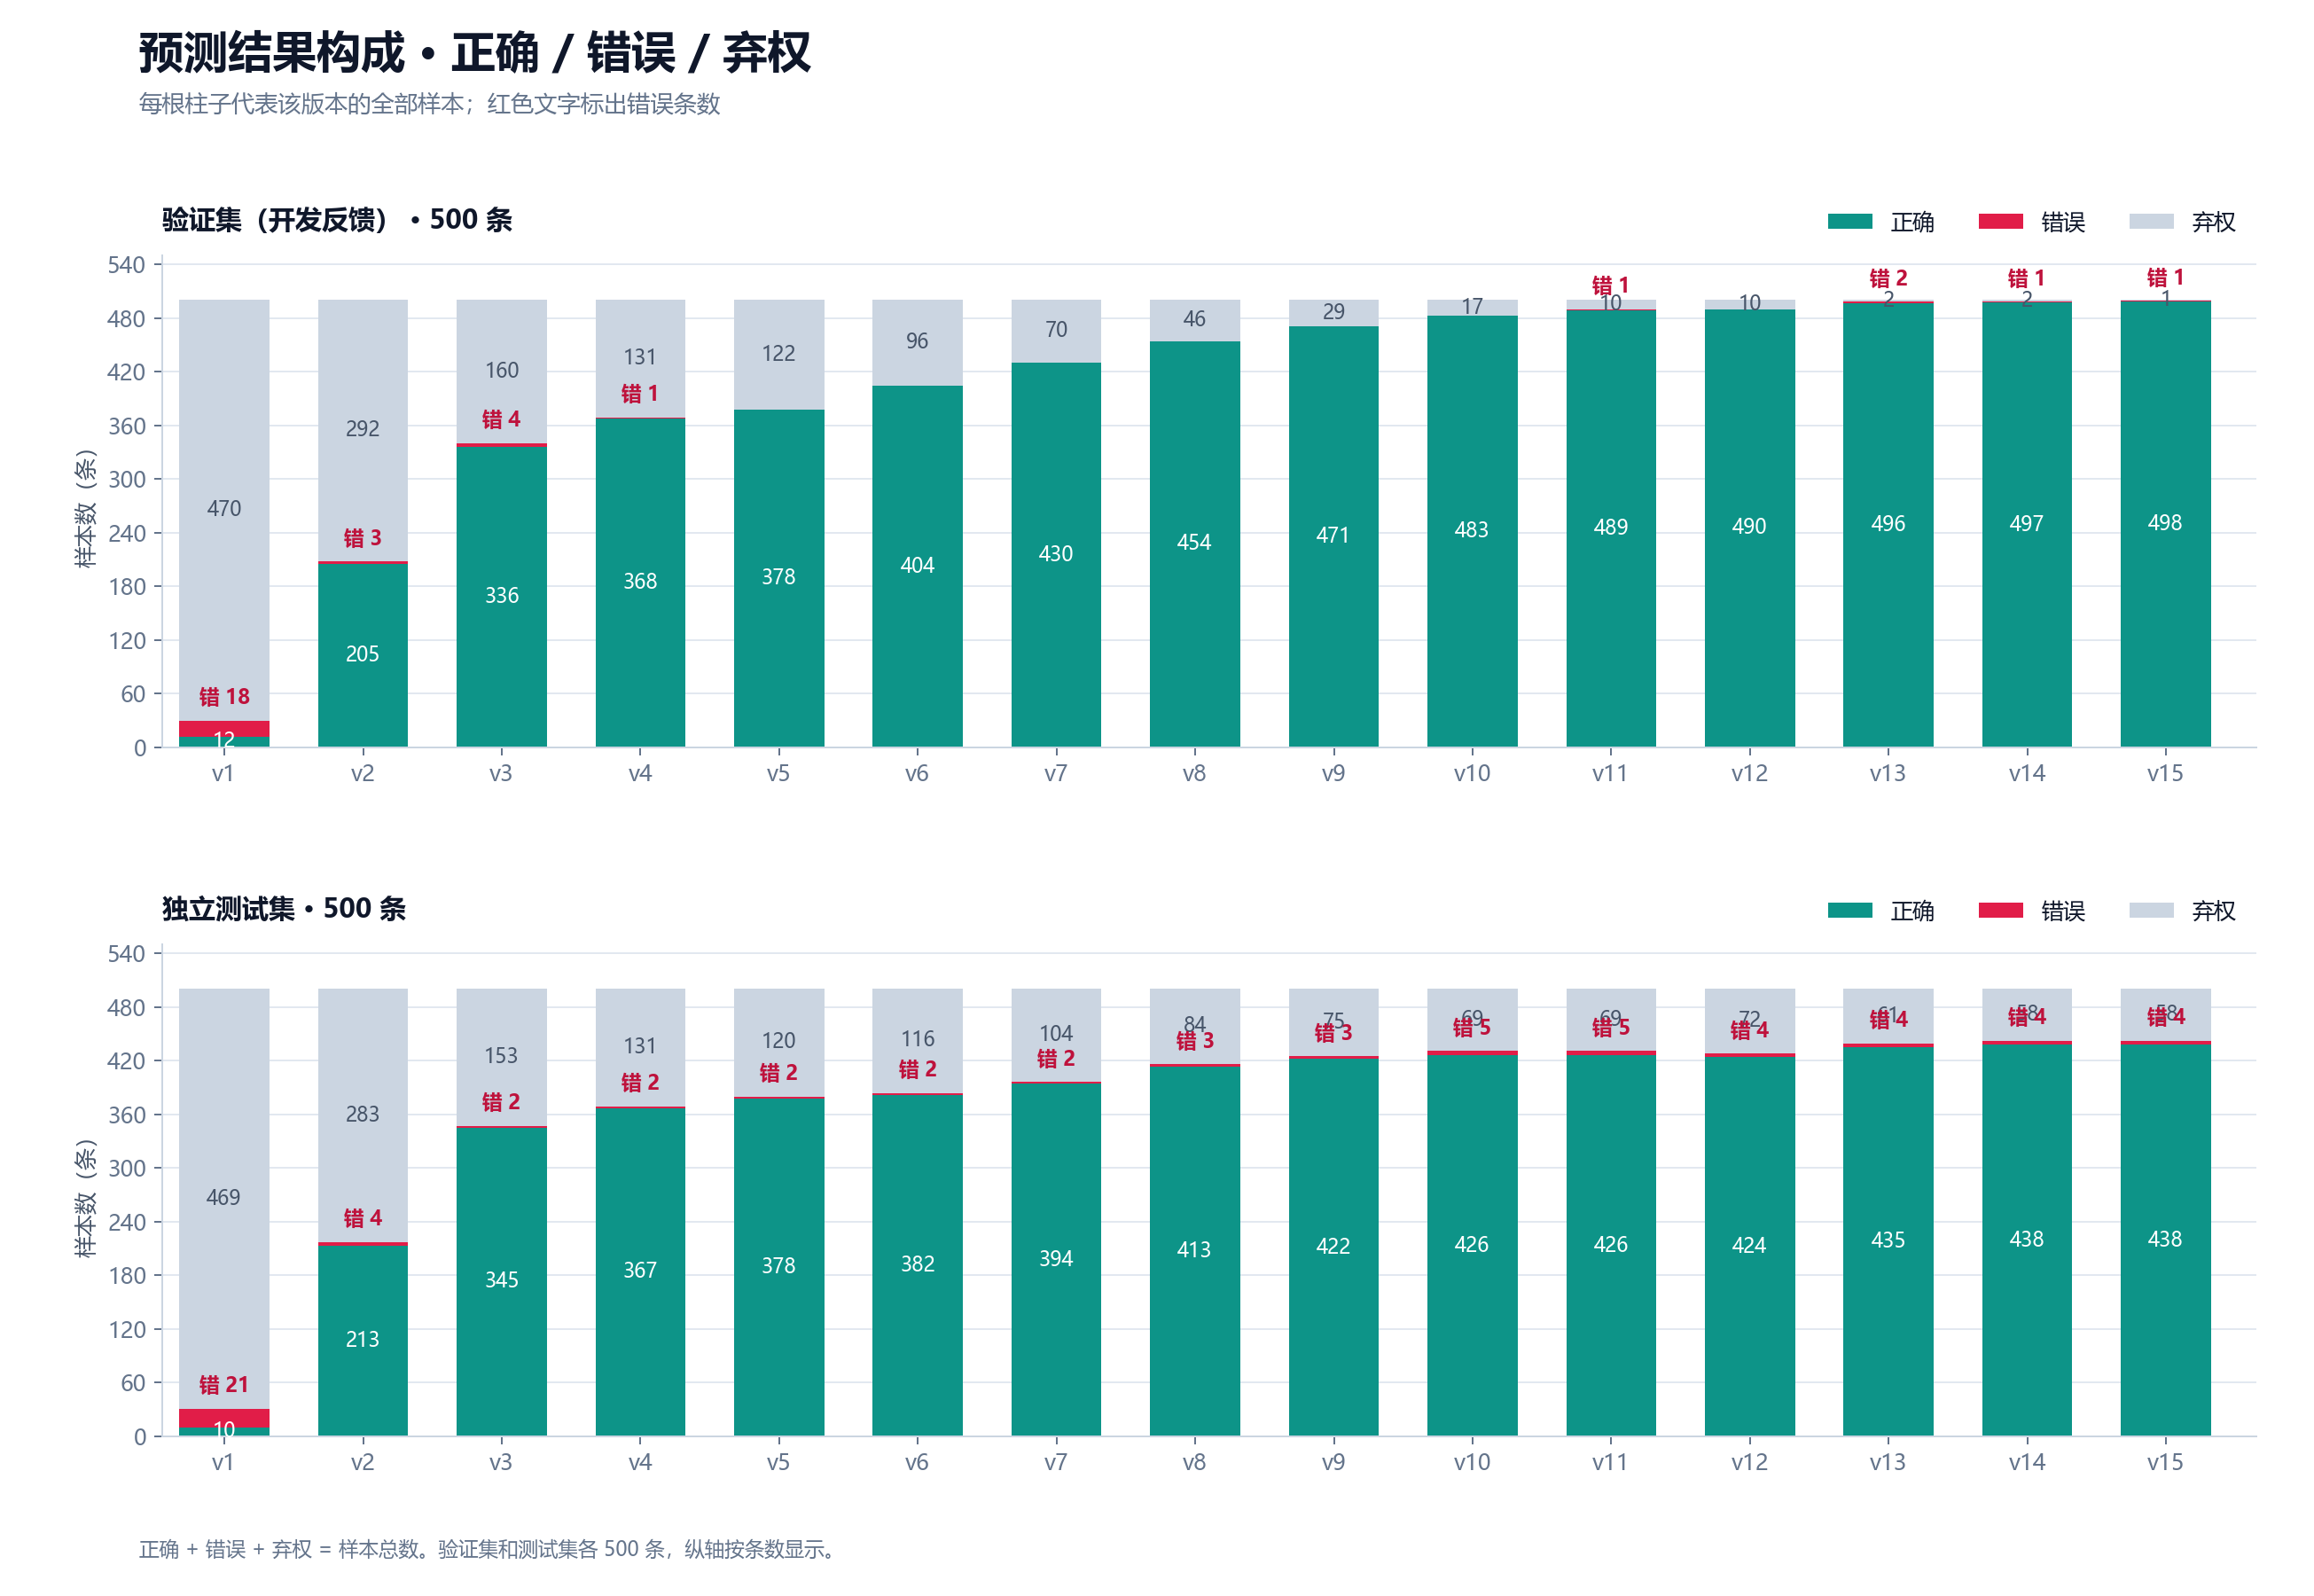 预测结果构成 • 正确 / 错误 / 弃权
每根柱子代表该版本的全部样本；红色文字标出错误条数
验证集（开发反馈） • 500 条
正确 错误 弃权
样本数（条）
540
480
420
360
300
240
180
120
60
0
470 292 160 131 122 96 70 46 29 17 10 10 2 2 1
错 18 错 3 错 4 错 1 错 1 错 2 错 1 错 1
12 205 336 368 378 404 430 454 471 483 489 490 496 497 498
v1 v2 v3 v4 v5 v6 v7 v8 v9 v10 v11 v12 v13 v14 v15
独立测试集 • 500 条
正确 错误 弃权
样本数（条）
540
480
420
360
300
240
180
120
60
0
469 283 153 131 120 116 104 84 75 69 69 72 61 58 58
错 21 错 4 错 2 错 2 错 2 错 2 错 2 错 3 错 3 错 5 错 5 错 4 错 4 错 4 错 4
10 213 345 367 378 382 394 413 422 426 426 424 435 438 438
v1 v2 v3 v4 v5 v6 v7 v8 v9 v10 v11 v12 v13 v14 v15
正确 + 错误 + 弃权 = 样本总数。验证集和测试集各 500 条，纵轴按条数显示。